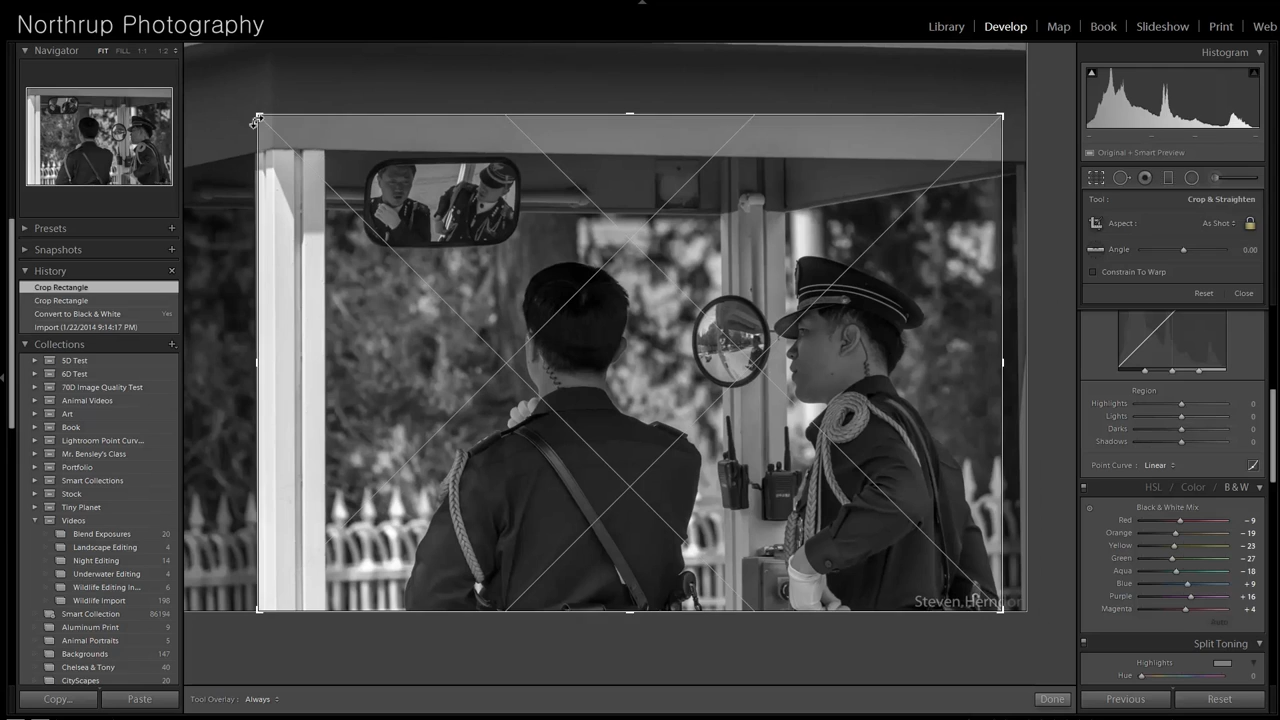 Northrup Photography
Library | Develop | Map | Book | Slideshow | Print | Web
Navigator FIT FILL 1:1 1:2
Presets
Snapshots
History
Crop Rectangle
Crop Rectangle
Convert to Black & White Yes
Import (1/22/2014 9:14:17 PM)
Collections
5D Test
6D Test
70D Image Quality Test
Animal Videos
Art
Book
Lightroom Point Curv...
Mr. Bensley's Class
Portfolio
Smart Collections
Stock
Tiny Planet
Videos
Blend Exposures 20
Landscape Editing 4
Night Editing 14
Underwater Editing 4
Wildlife Editing In... 6
Wildlife Import 198
Smart Collection 86194
Aluminum Print 9
Animal Portraits 5
Backgrounds 147
Chelsea & Tony 40
CityScapes 20
Copy... Paste
Steven Herndon
Tool Overlay: Always
Done
Histogram
Original + Smart Preview
Tool: Crop & Straighten
Aspect: As Shot
Angle 0.00
Constrain To Warp
Reset Close
Region
Highlights 0
Lights 0
Darks 0
Shadows 0
Point Curve: Linear
HSL / Color / B&W
Black & White Mix
Red - 9
Orange - 19
Yellow - 23
Green - 27
Aqua - 18
Blue + 9
Purple + 16
Magenta + 4
Auto
Split Toning
Highlights
Hue 0
Previous Reset